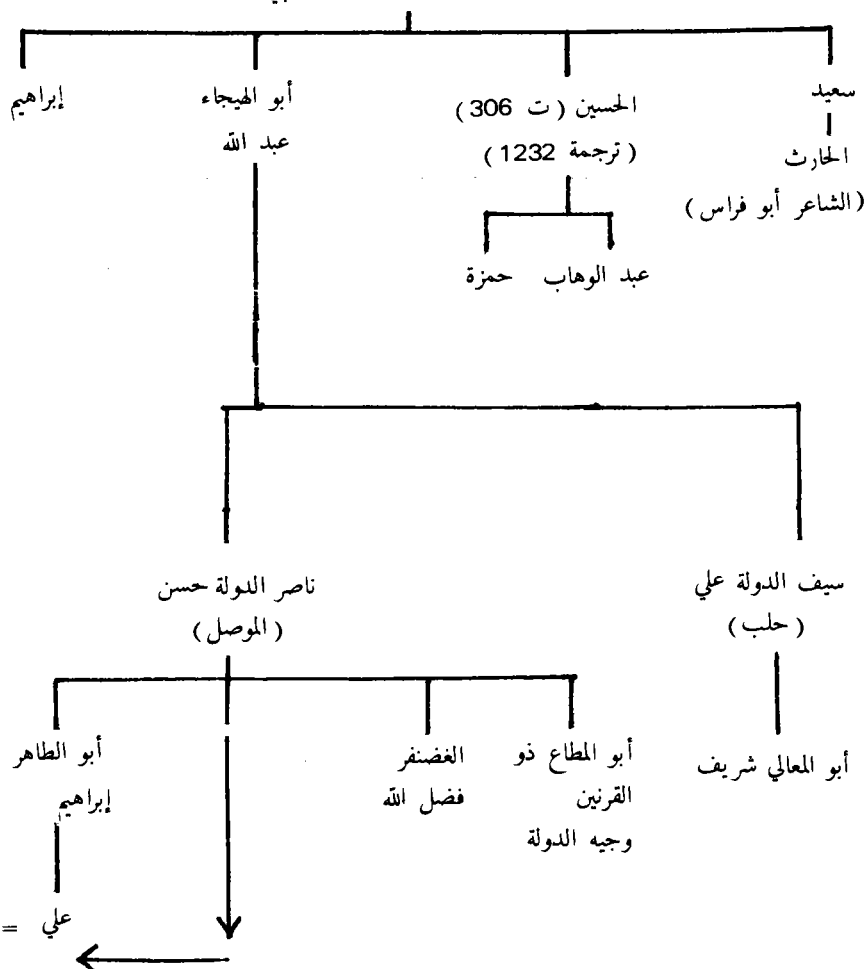 سعيد
الحارث
(الشاعر أبو فراس)
الحسين (ت 306)
(ترجمة 1232)
عبد الوهاب
حمزة
أبو الهيجاء
عبد الله
إبراهيم
سيف الدولة علي
(حلب)
ناصر الدولة حسن
(الموصل)
أبو المعالي شريف
أبو المطاع ذو
القرنين
وجيه الدولة
الغضنفر
فضل الله
أبو الطاهر
إبراهيم
علي =